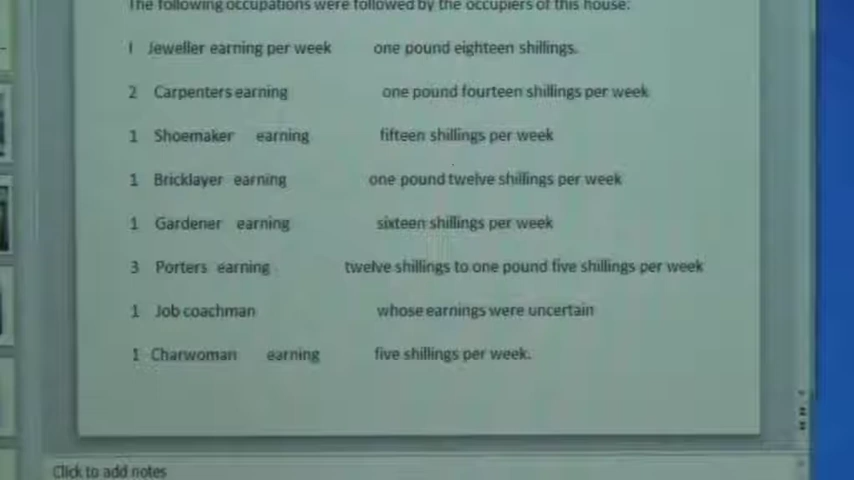 The following occupations were followed by the occupiers of this house:
1 Jeweller earning per week one pound eighteen shillings.
2 Carpenters earning one pound fourteen shillings per week
1 Shoemaker earning fifteen shillings per week
1 Bricklayer earning one pound twelve shillings per week
1 Gardener earning sixteen shillings per week
3 Porters earning twelve shillings to one pound five shillings per week
1 Job coachman whose earnings were uncertain
1 Charwoman earning five shillings per week.
Click to add notes